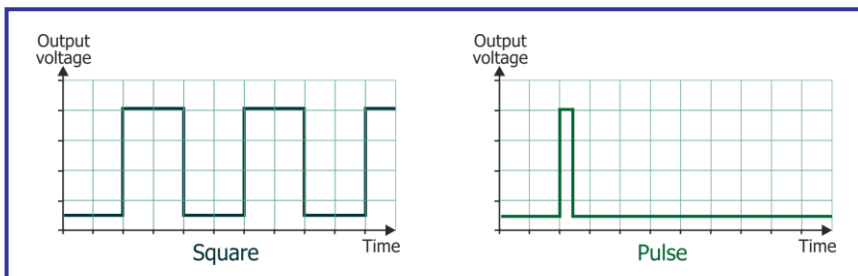 Output
voltage
Time
Square
Output
voltage
Time
Pulse